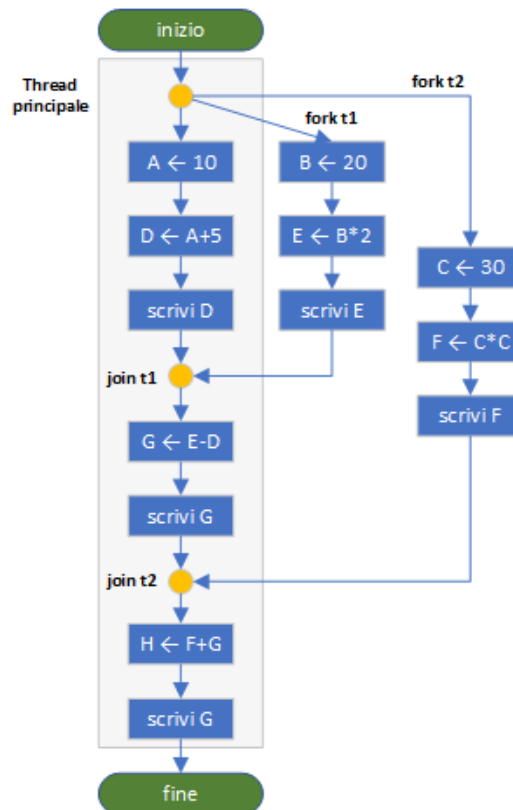 inizio
Thread
principale
fork t2
fork t1
A ← 10
B ← 20
D ← A+5
E ← B*2
C ← 30
scrivi D
scrivi E
F ← C*C
join t1
scrivi F
G ← E-D
scrivi G
join t2
H ← F+G
scrivi G
fine